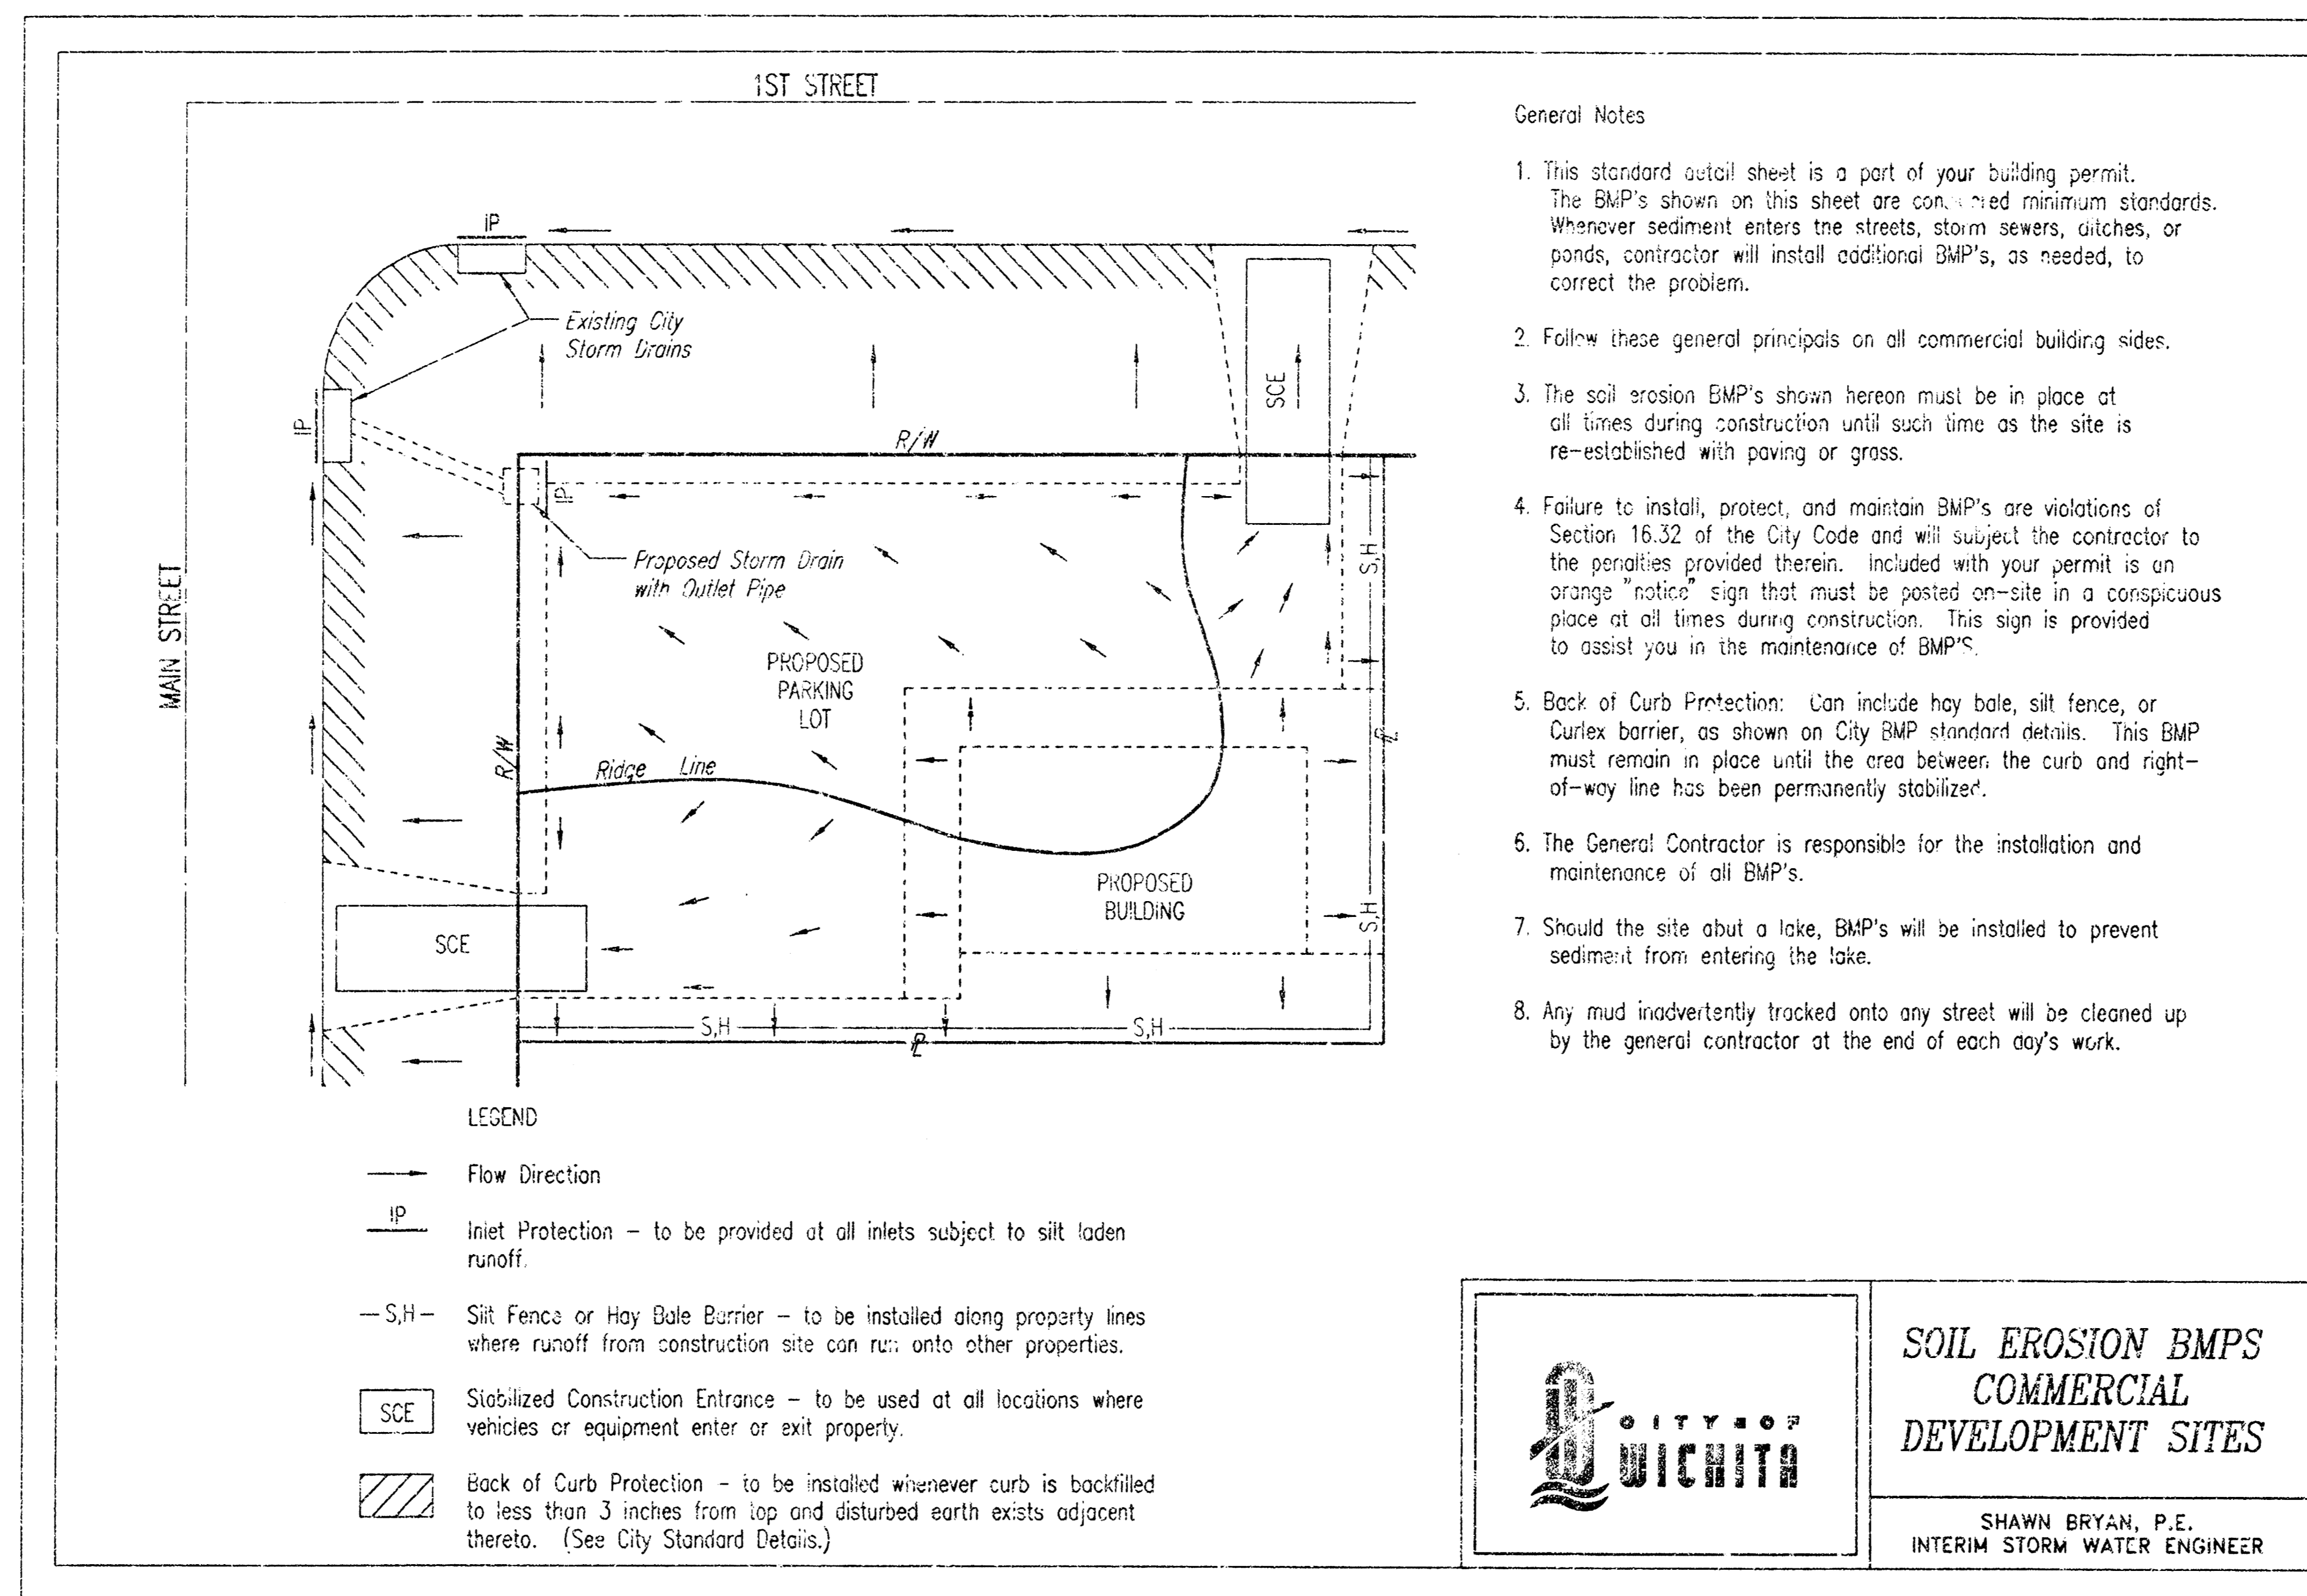 1ST STREET
IP
Existing City
Storm Drains
IP
R/W
SCE
IP
Proposed Storm Drain
with Outlet Pipe
S,H
MAIN STREET
PROPOSED
PARKING
LOT
R/W
Ridge Line
PL
PROPOSED
BUILDING
S,H
SCE
S,H
PL
S,H
LEGEND
Flow Direction
IP
Inlet Protection – to be provided at all inlets subject to silt laden
runoff.
S,H
Silt Fence or Hay Bale Barrier – to be installed along property lines
where runoff from construction site can run onto other properties.
SCE
Stabilized Construction Entrance – to be used at all locations where
vehicles or equipment enter or exit property.
Back of Curb Protection – to be installed whenever curb is backfilled
to less than 3 inches from top and disturbed earth exists adjacent
thereto. (See City Standard Details.)
General Notes
1. This standard detail sheet is a part of your building permit.
The BMP's shown on this sheet are minimum standards.
Whenever sediment enters the streets, storm sewers, ditches, or
ponds, contractor will install additional BMP's, as needed, to
correct the problem.
2. Follow these general principals on all commercial building sides.
3. The soil erosion BMP's shown hereon must be in place at
all times during construction until such time as the site is
re-established with paving or grass.
4. Failure to install, protect, and maintain BMP's are violations of
Section 16.32 of the City Code and will subject the contractor to
the penalties provided therein. Included with your permit is an
orange "notice" sign that must be posted on-site in a conspicuous
place at all times during construction. This sign is provided
to assist you in the maintenance of BMP'S.
5. Back of Curb Protection: Can include hay bale, silt fence, or
Curlex barrier, as shown on City BMP standard details. This BMP
must remain in place until the area between the curb and right-
of-way line has been permanently stabilized.
6. The General Contractor is responsible for the installation and
maintenance of all BMP's.
7. Should the site abut a lake, BMP's will be installed to prevent
sediment from entering the lake.
8. Any mud inadvertently tracked onto any street will be cleaned up
by the general contractor at the end of each day's work.
CITY OF
WICHITA
SOIL EROSION BMPS
COMMERCIAL
DEVELOPMENT SITES
SHAWN BRYAN, P.E.
INTERIM STORM WATER ENGINEER